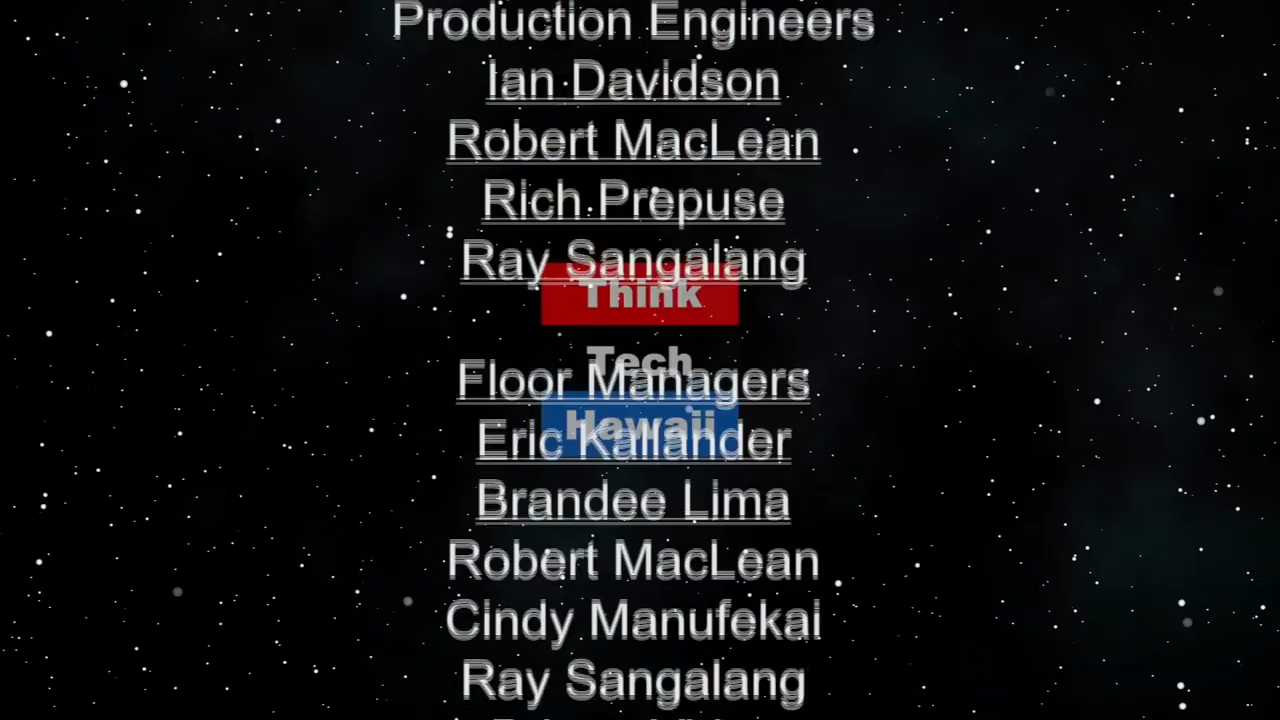 Production Engineers
Ian Davidson
Robert MacLean
Rich Prepuse
Ray Sangalang
Think
Tech
Floor Managers
Hawaii
Eric Kallander
Brandee Lima
Robert MacLean
Cindy Manufekai
Ray Sangalang